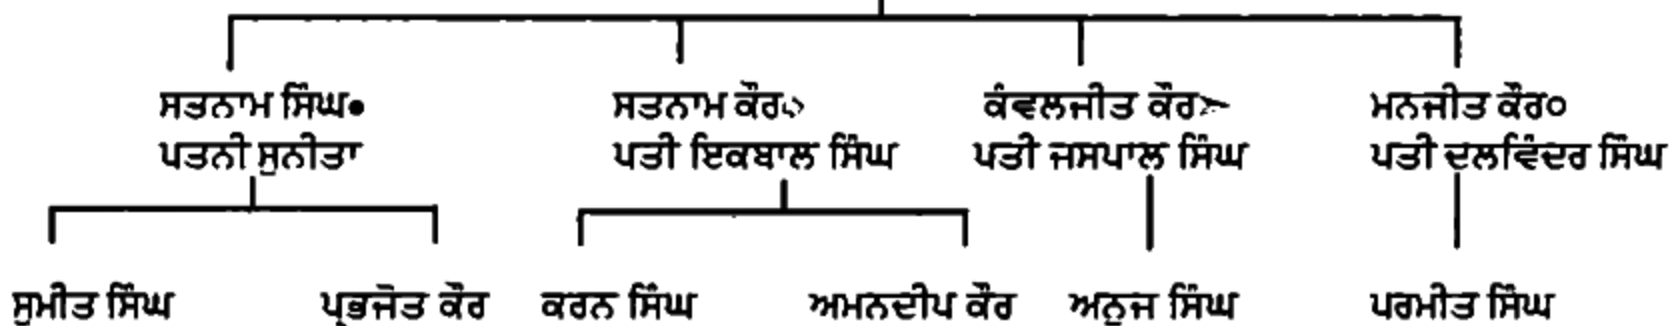 ਸਤਨਾਮ ਸਿੰਘ● ਸਤਨਾਮ ਕੌਰ○ ਕੰਵਲਜੀਤ ਕੌਰ ਮਨਜੀਤ ਕੌਰ○
ਪਤਨੀ ਸੁਨੀਤਾ ਪਤੀ ਇਕਬਾਲ ਸਿੰਘ ਪਤੀ ਜਸਪਾਲ ਸਿੰਘ ਪਤੀ ਦਲਵਿੰਦਰ ਸਿੰਘ
ਸੁਮੀਤ ਸਿੰਘ ਪ੍ਰਭਜੋਤ ਕੌਰ ਕਰਨ ਸਿੰਘ ਅਮਨਦੀਪ ਕੌਰ ਅਨੁਜ ਸਿੰਘ ਪਰਮੀਤ ਸਿੰਘ